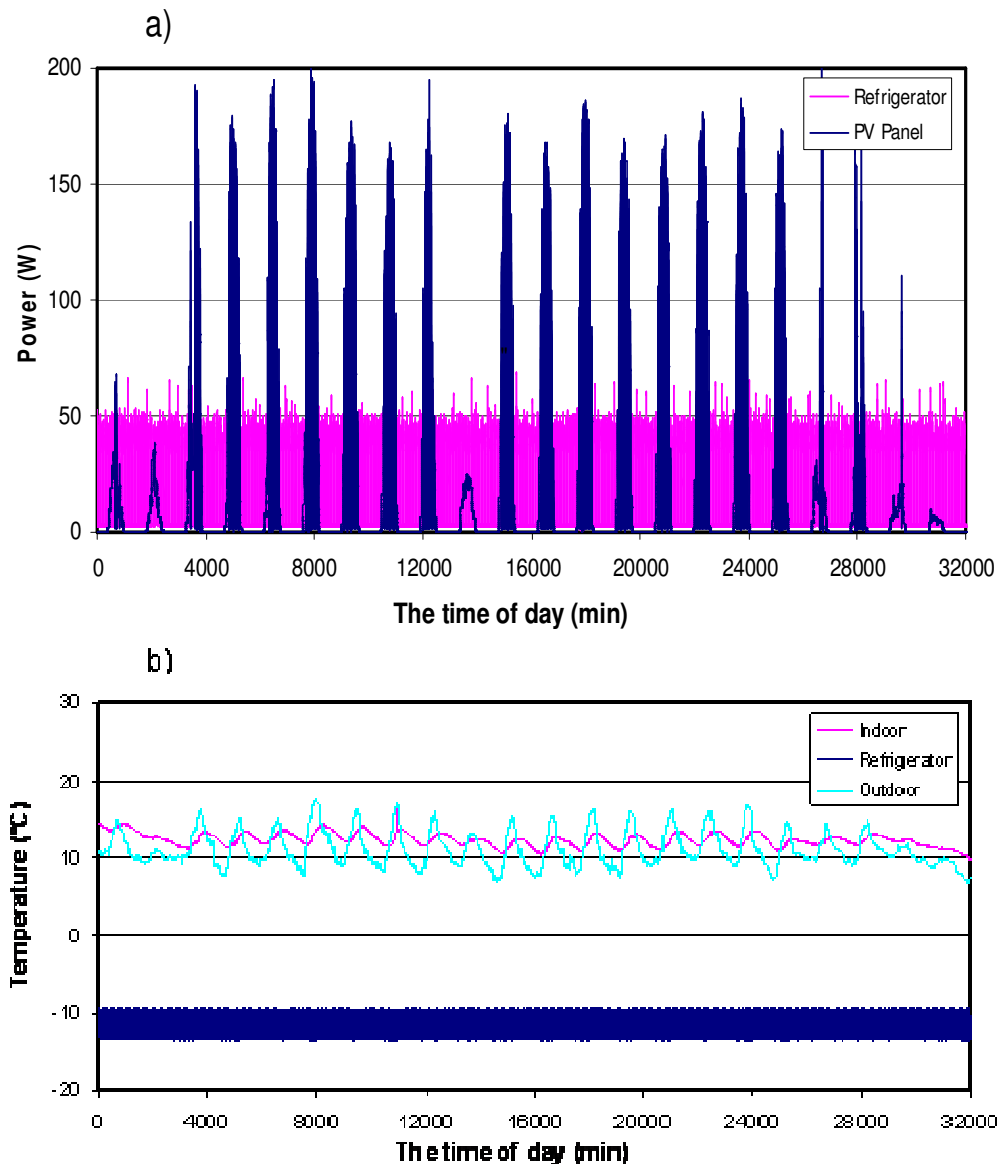 a)
200
150
100
50
0
Power (W)
Refrigerator
PV Panel
0 4000 8000 12000 16000 20000 24000 28000 32000
The time of day (min)
b)
30
20
10
0
-10
-20
Temperature (°C)
Indoor
Refrigerator
Outdoor
0 4000 8000 12000 16000 20000 24000 28000 32000
The time of day (min)